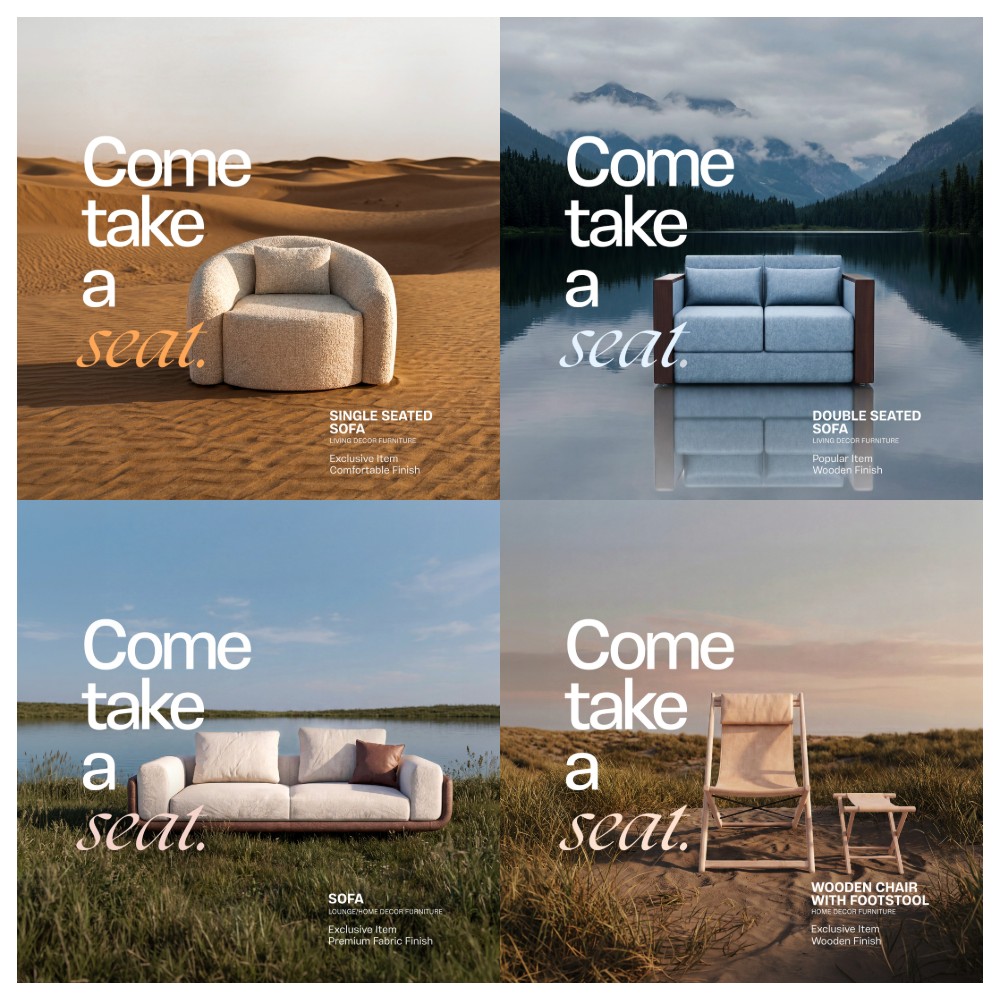 Come
take
a
seat.
SINGLE SEATED
SOFA
LIVING DECOR FURNITURE
Exclusive Item
Comfortable Finish
Come
take
a
seat.
DOUBLE SEATED
SOFA
LIVING DECOR FURNITURE
Popular Item
Wooden Finish
Come
take
a
seat.
SOFA
LOUNGE/HOME DECOR FURNITURE
Exclusive Item
Premium Fabric Finish
Come
take
a
seat.
WOODEN CHAIR
WITH FOOTSTOOL
HOME DECOR FURNITURE
Exclusive Item
Wooden Finish